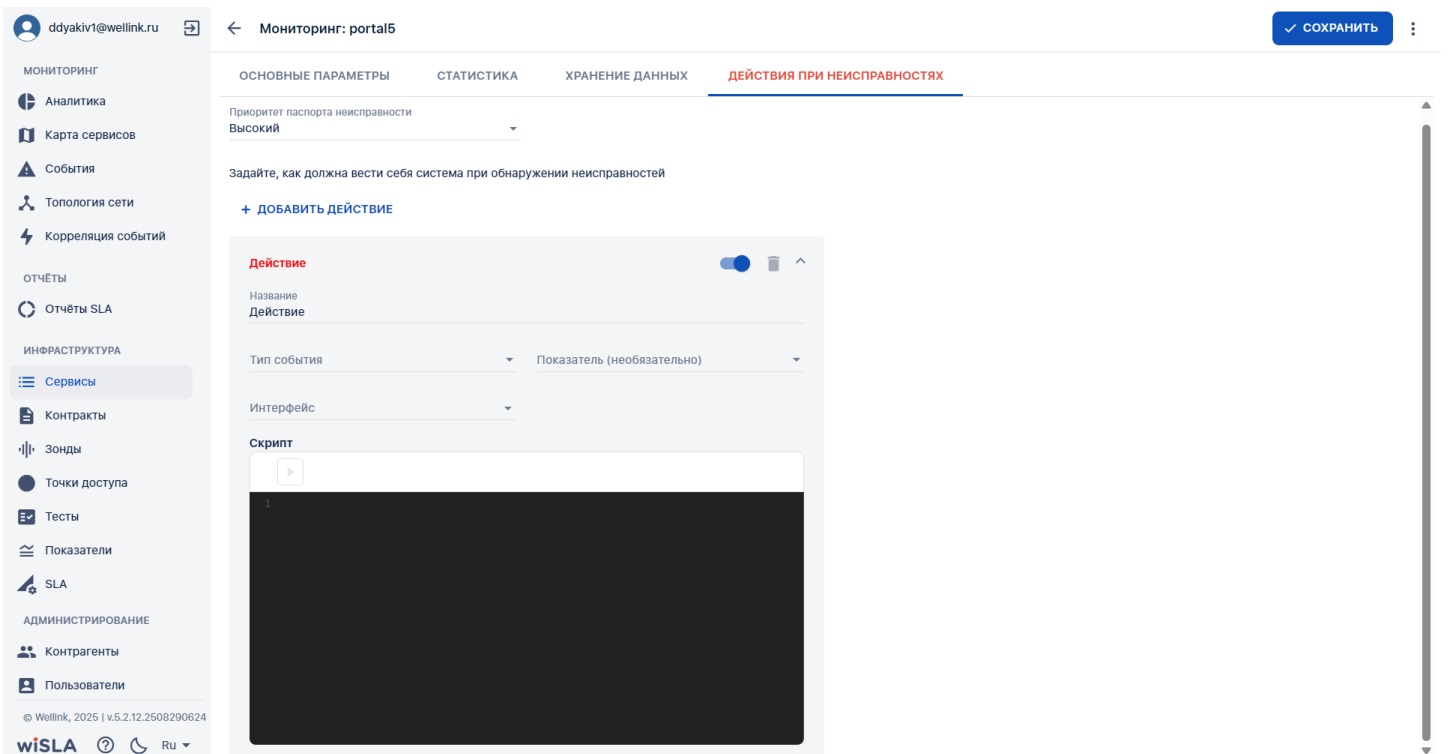 ddyakiv1@wellink.ru
МОНИТОРИНГ
Аналитика
Карта сервисов
События
Топология сети
Корреляция событий
ОТЧЁТЫ
Отчёты SLA
ИНФРАСТРУКТУРА
Сервисы
Контракты
Зонды
Точки доступа
Тесты
Показатели
SLA
АДМИНИСТРИРОВАНИЕ
Контрагенты
Пользователи
© Wellink, 2025 | v.5.2.12.2508290624
wiSLA
Ru
Мониторинг: portal5
СОХРАНИТЬ
ОСНОВНЫЕ ПАРАМЕТРЫ СТАТИСТИКА ХРАНЕНИЕ ДАННЫХ ДЕЙСТВИЯ ПРИ НЕИСПРАВНОСТЯХ
Приоритет паспорта неисправности
Высокий
Задайте, как должна вести себя система при обнаружении неисправностей
+ ДОБАВИТЬ ДЕЙСТВИЕ
Действие
Название
Действие
Тип события Показатель (необязательно)
Интерфейс
Скрипт
1